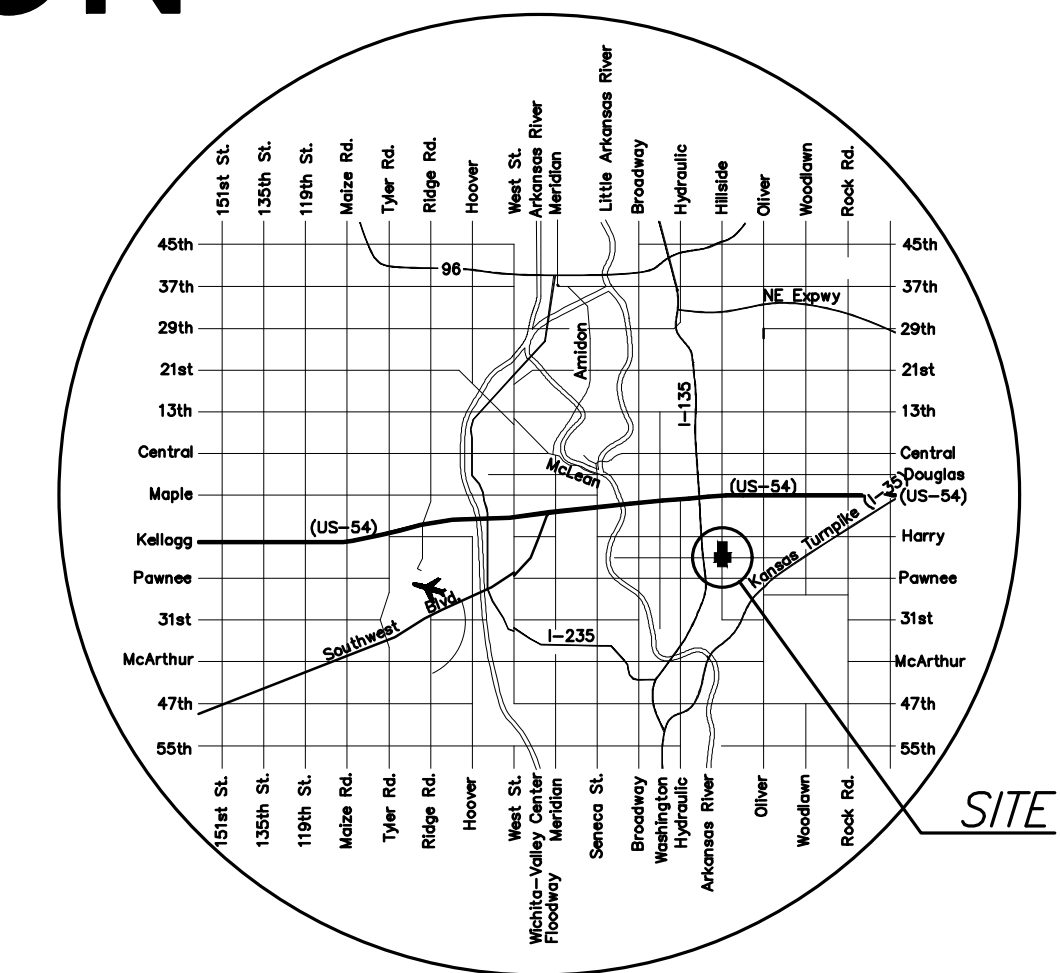 151st St.
135th St.
119th St.
Maize Rd.
Tyler Rd.
Ridge Rd.
Hoover
West St.
Arkansas River
Meridian
Little Arkansas River
Broadway
Hydraulic
Hillside
Oliver
Woodlawn
Rock Rd.
45th
45th
96
37th
37th
NE Expwy
29th
29th
Amidon
21st
21st
I-135
13th
13th
Central
Central
McLean
Douglas
Maple
(US-54)
(I-35)
(US-54)
(US-54)
Kellogg
Harry
Kansas Turnpike
Pawnee
Pawnee
Southwest Blvd.
31st
31st
I-235
McArthur
McArthur
47th
47th
55th
55th
151st St.
135th St.
119th St.
Maize Rd.
Tyler Rd.
Ridge Rd.
Hoover
West St.
Wichita-Valley Center
Floodway
Meridian
Seneca St.
Broadway
Washington
Hydraulic
Arkansas River
Oliver
Woodlawn
Rock Rd.
SITE